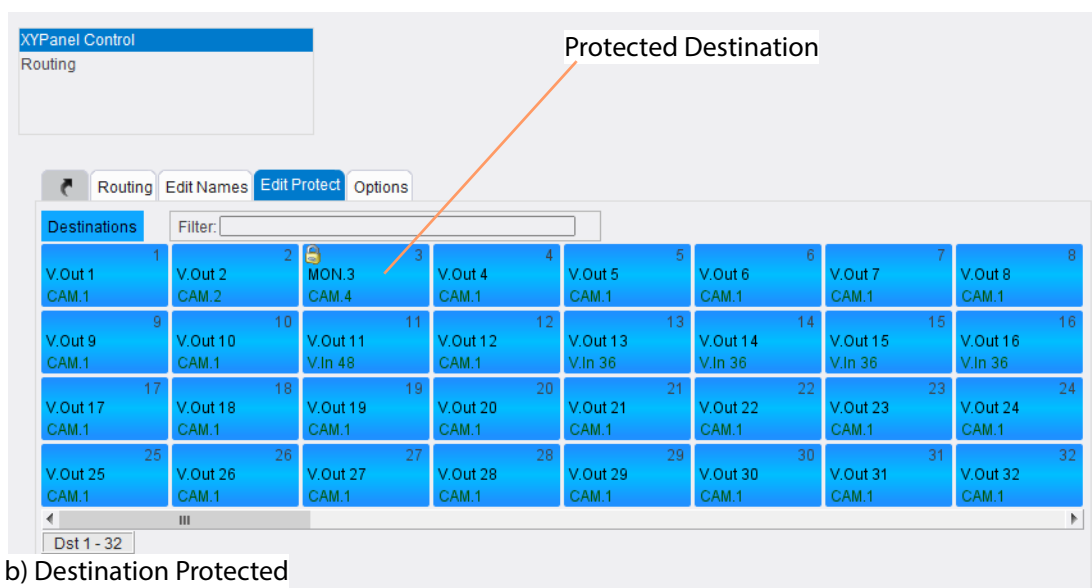 XYPanel Control
Routing
Protected Destination
Routing Edit Names Edit Protect Options
Destinations Filter:
1 2 3 4 5 6 7 8
V.Out 1 V.Out 2 MON.3 V.Out 4 V.Out 5 V.Out 6 V.Out 7 V.Out 8
CAM.1 CAM.2 CAM.4 CAM.1 CAM.1 CAM.1 CAM.1 CAM.1
9 10 11 12 13 14 15 16
V.Out 9 V.Out 10 V.Out 11 V.Out 12 V.Out 13 V.Out 14 V.Out 15 V.Out 16
CAM.1 CAM.1 V.In 48 CAM.1 V.In 36 V.In 36 V.In 36 V.In 36
17 18 19 20 21 22 23 24
V.Out 17 V.Out 18 V.Out 19 V.Out 20 V.Out 21 V.Out 22 V.Out 23 V.Out 24
CAM.1 CAM.1 CAM.1 CAM.1 CAM.1 CAM.1 CAM.1 CAM.1
25 26 27 28 29 30 31 32
V.Out 25 V.Out 26 V.Out 27 V.Out 28 V.Out 29 V.Out 30 V.Out 31 V.Out 32
CAM.1 CAM.1 CAM.1 CAM.1 CAM.1 CAM.1 CAM.1 CAM.1
Dst 1 - 32
b) Destination Protected